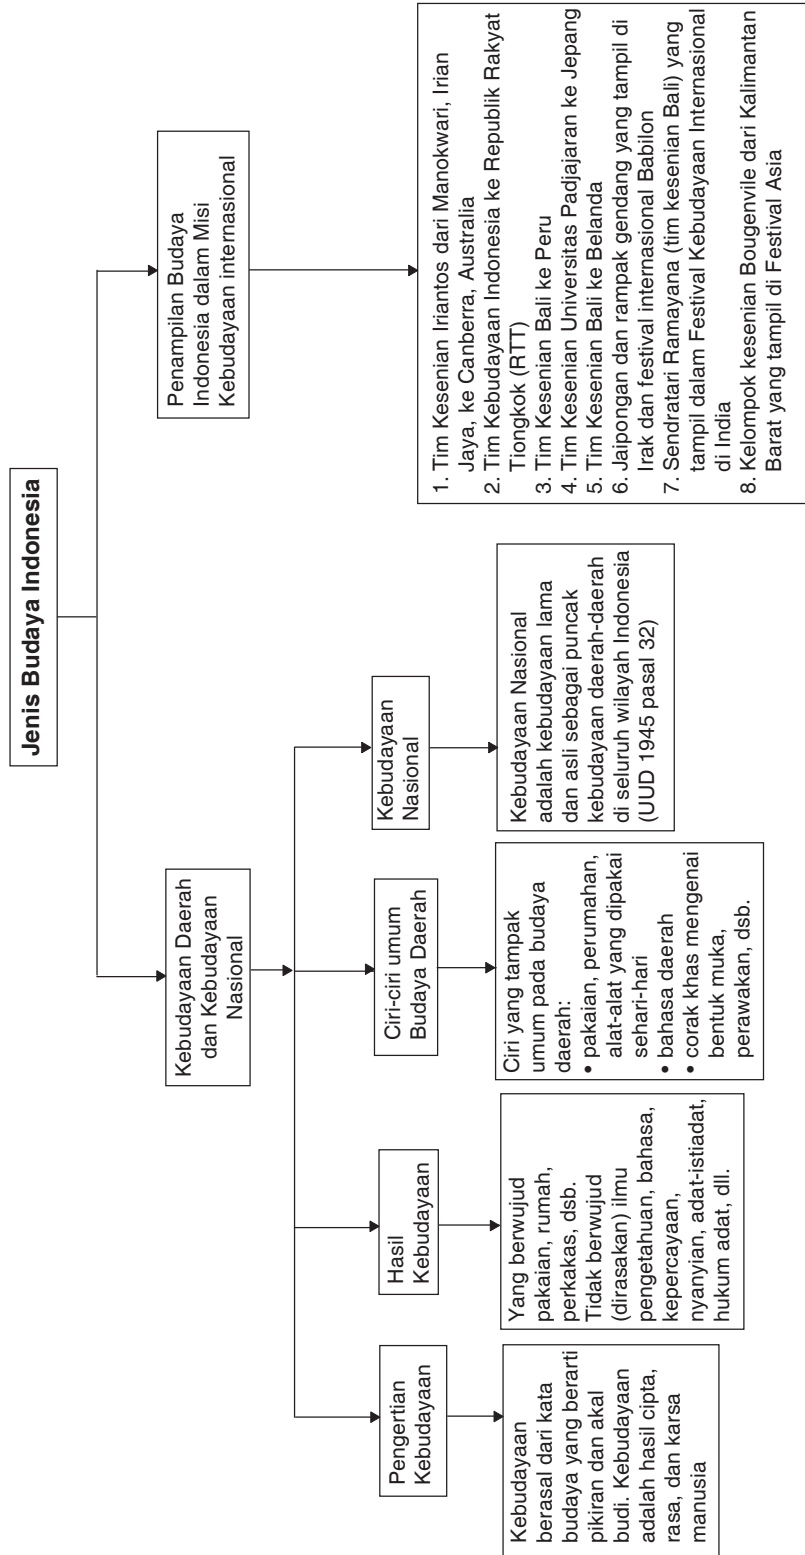 Jenis Budaya Indonesia
Kebudayaan Daerah
dan Kebudayaan
Nasional
Penampilan Budaya
Indonesia dalam Misi
Kebudayaan internasional
Pengertian
Kebudayaan
Hasil
Kebudayaan
Ciri-ciri umum
Budaya Daerah
Kebudayaan
Nasional
Kebudayaan
berasal dari kata
budaya yang berarti
pikiran dan akal
budi. Kebudayaan
adalah hasil cipta,
rasa, dan karsa
manusia
Yang berwujud
pakaian, rumah,
perkakas, dsb.
Tidak berwujud
(dirasakan) ilmu
pengetahuan, bahasa,
kepercayaan,
nyanyian, adat-istiadat,
hukum adat, dll.
Ciri yang tampak
umum pada budaya
daerah:
• pakaian, perumahan,
alat-alat yang dipakai
sehari-hari
• bahasa daerah
• corak khas mengenai
bentuk muka,
perawakan, dsb.
Kebudayaan Nasional
adalah kebudayaan lama
dan asli sebagai puncak
kebudayaan daerah-daerah
di seluruh wilayah Indonesia
(UUD 1945 pasal 32)
1. Tim Kesenian Iriantos dari Manokwari, Irian
Jaya, ke Canberra, Australia
2. Tim Kebudayaan Indonesia ke Republik Rakyat
Tiongkok (RTT)
3. Tim Kesenian Bali ke Peru
4. Tim Kesenian Universitas Padjajaran ke Jepang
5. Tim Kesenian Bali ke Belanda
6. Jaipongan dan rampak gendang yang tampil di
Irak dan festival internasional Babilon
7. Sendratari Ramayana (tim kesenian Bali) yang
tampil dalam Festival Kebudayaan Internasional
di India
8. Kelompok kesenian Bougenvile dari Kalimantan
Barat yang tampil di Festival Asia